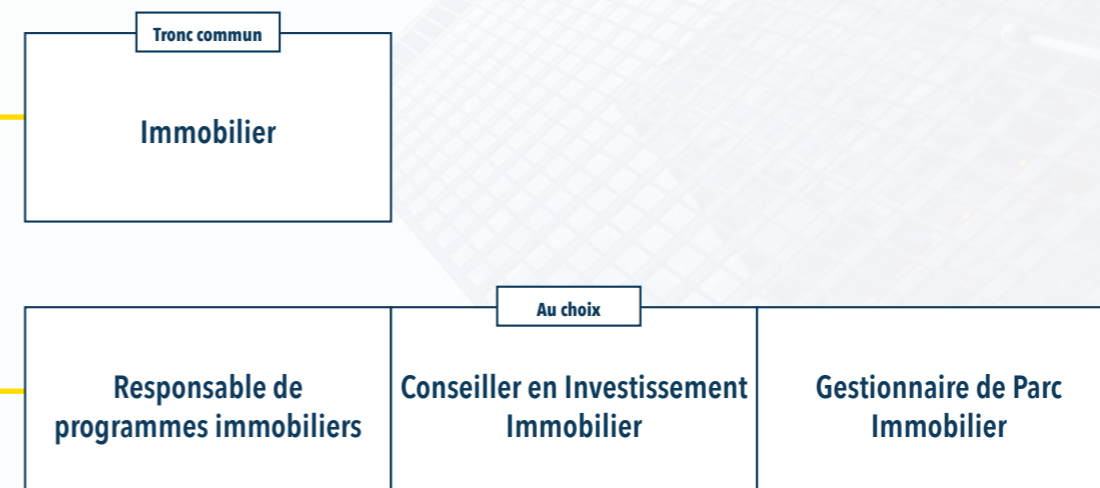 Tronc commun
Immobilier
Au choix
Responsable de
programmes immobiliers
Conseiller en Investissement
Immobilier
Gestionnaire de Parc
Immobilier